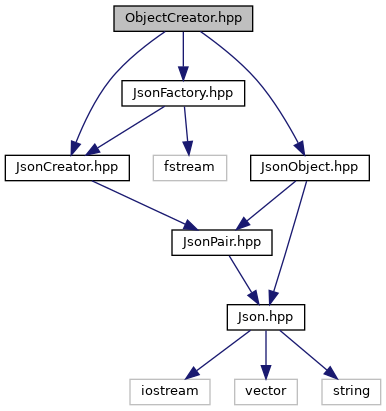 ObjectCreator.hpp
JsonFactory.hpp
JsonCreator.hpp
fstream
JsonObject.hpp
JsonPair.hpp
Json.hpp
iostream
vector
string